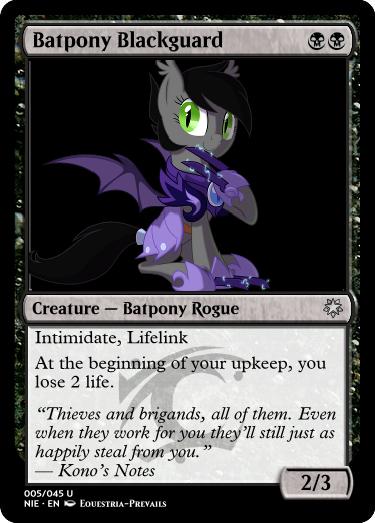 Batpony Blackguard
Creature — Batpony Rogue
Intimidate, Lifelink
At the beginning of your upkeep, you
lose 2 life.
“Thieves and brigands, all of them. Even
when they work for you they’ll still just as
happily steal from you.”
— Kono’s Notes
2/3
005/045 U
NIE · EN Equestria-Prevails